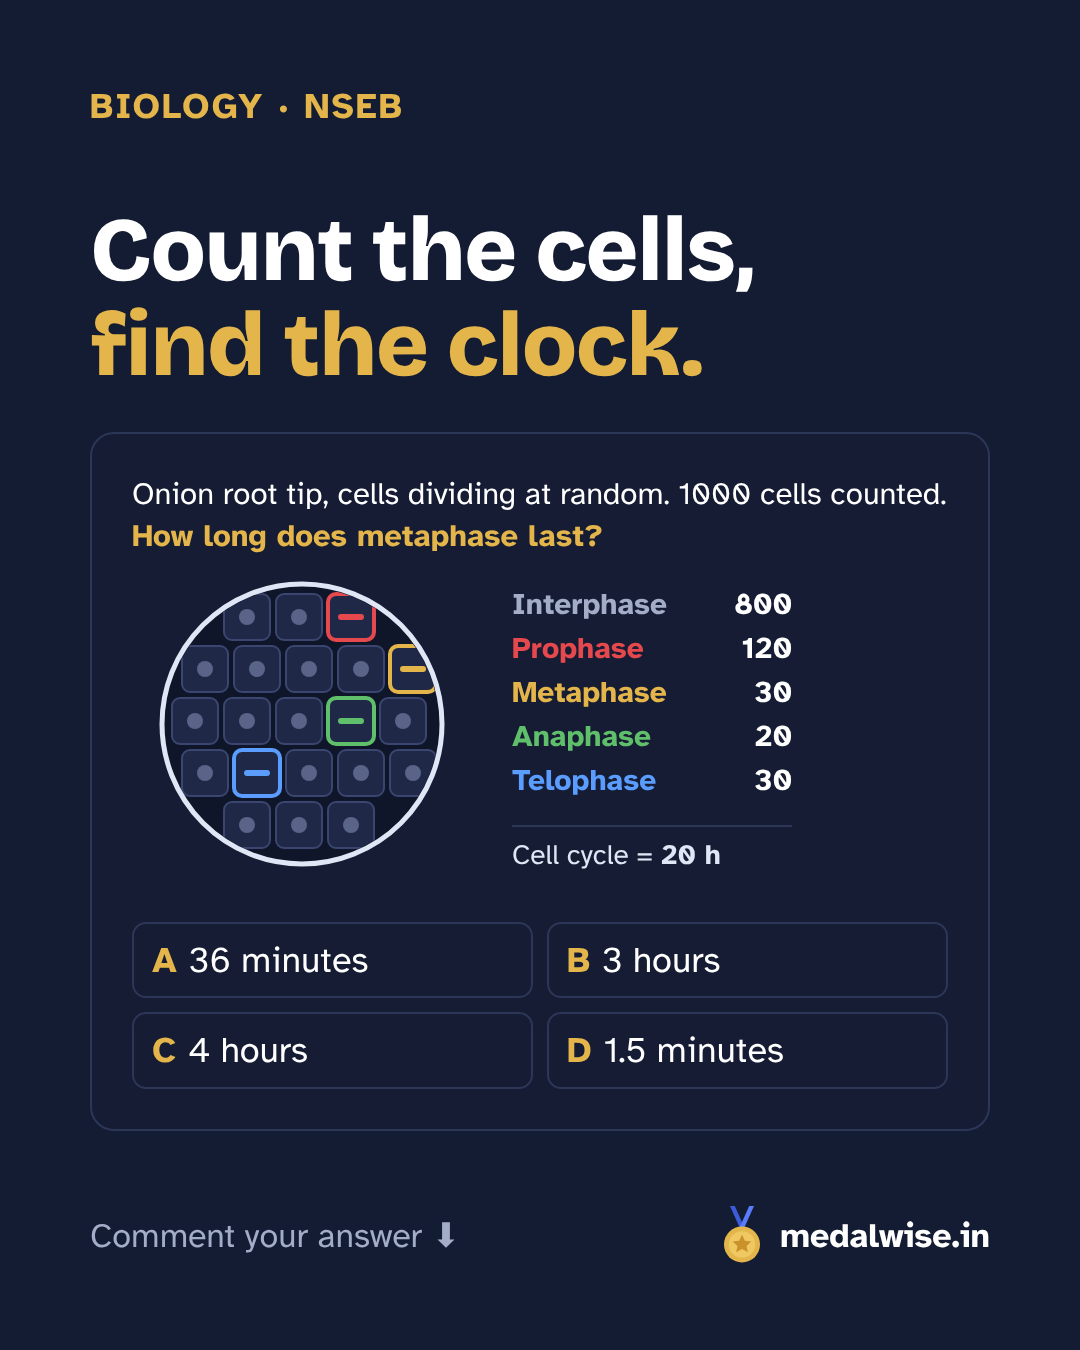 BIOLOGY · NSEB
Count the cells,
find the clock.
Onion root tip, cells dividing at random. 1000 cells counted.
How long does metaphase last?
Interphase 800
Prophase 120
Metaphase 30
Anaphase 20
Telophase 30
Cell cycle = 20 h
A 36 minutes
B 3 hours
C 4 hours
D 1.5 minutes
Comment your answer ⬇
medalwise.in